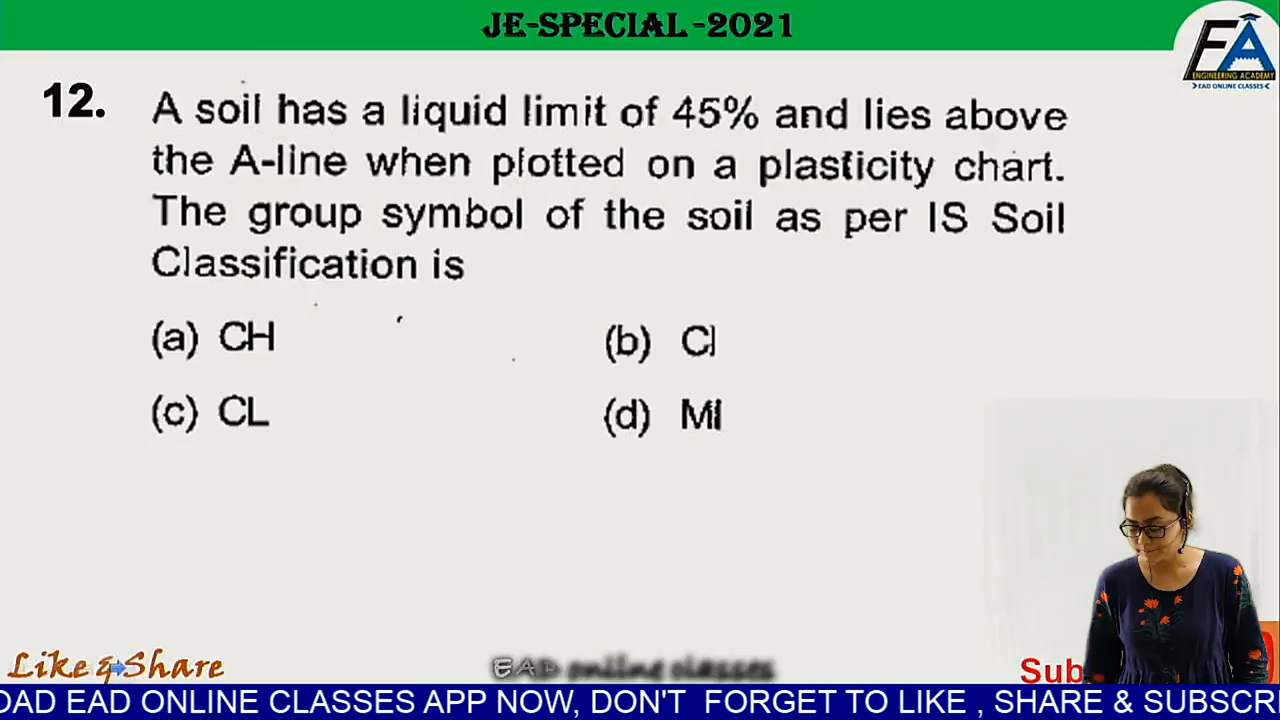 JE-SPECIAL-2021
EA
ENGINEERING ACADEMY
EAD ONLINE CLASSES
12. A soil has a liquid limit of 45% and lies above
the A-line when plotted on a plasticity chart.
The group symbol of the soil as per IS Soil
Classification is
(a) CH (b) CI
(c) CL (d) MI
Like & Share
EAD online classes
Sub
OAD EAD ONLINE CLASSES APP NOW, DON'T FORGET TO LIKE , SHARE & SUBSCR